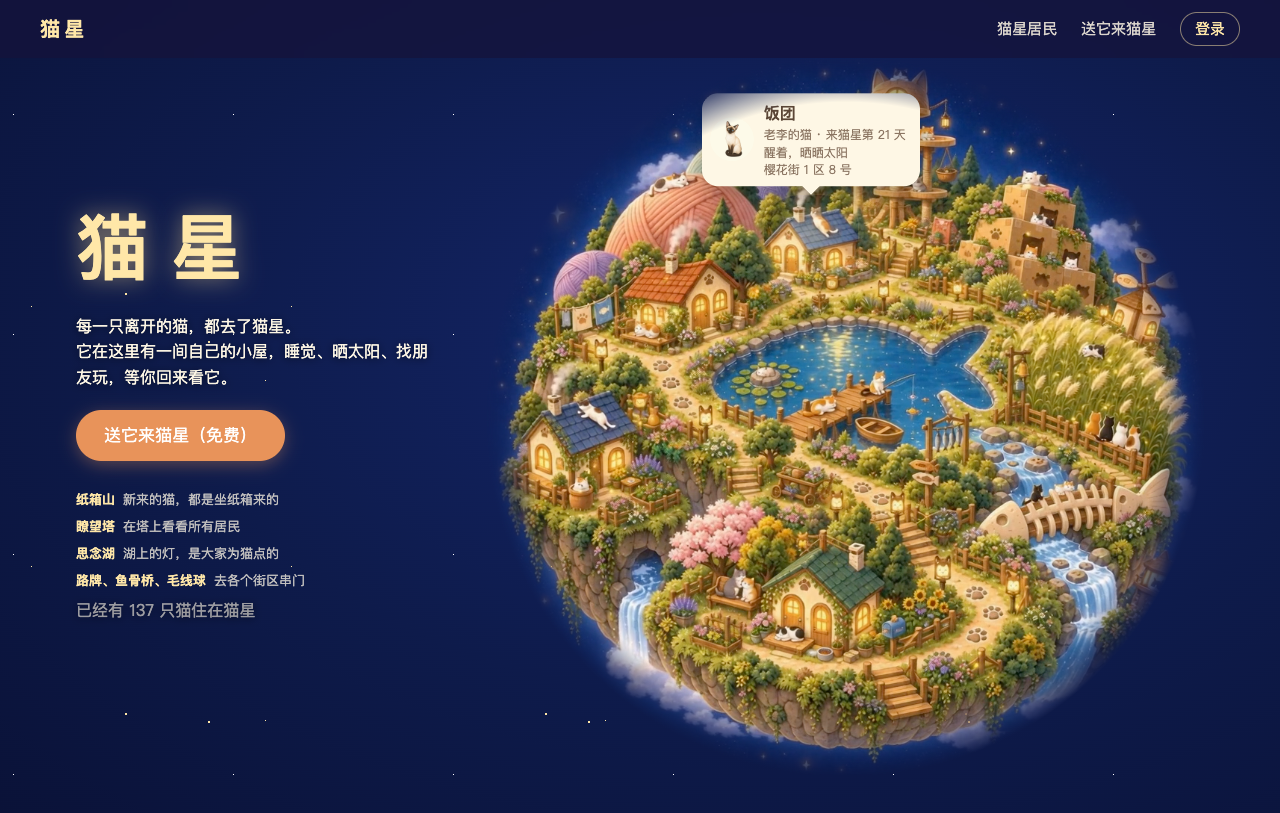 猫星
猫星居民
送它来猫星
登录
饭团
老李的猫 · 来猫星第 21 天
醒着，晒晒太阳
樱花街 1 区 8 号
猫星
每一只离开的猫，都去了猫星。
它在这里有一间自己的小屋，睡觉、晒太阳、找朋
友玩，等你回来看它。
送它来猫星（免费）
纸箱山 新来的猫，都是坐纸箱来的
瞭望塔 在塔上看看所有居民
思念湖 湖上的灯，是大家为猫点的
路牌、鱼骨桥、毛线球 去各个街区串门
已经有 137 只猫住在猫星